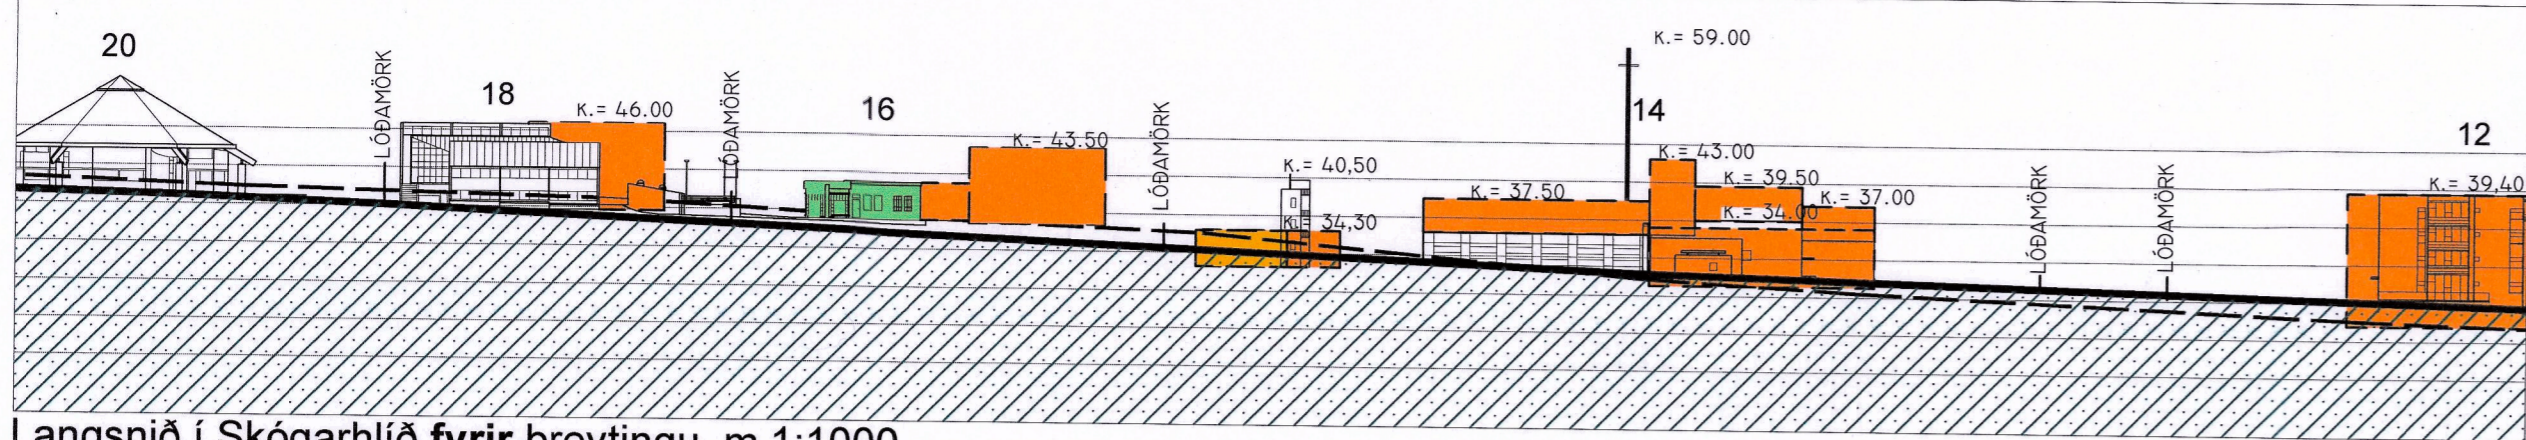 20
LÓÐAMÖRK
18
K.= 46.00
LÓÐAMÖRK
16
K.= 43.50
LÓÐAMÖRK
K.= 40,50
K.= 34,30
K.= 37.50
K.= 59.00
14
K.= 43.00
K.= 39.50
K.= 34.00
K.= 37.00
LÓÐAMÖRK
LÓÐAMÖRK
12
K.= 39,40
Langsnið í Skógarhlíð fyrir breytingu m 1:1000